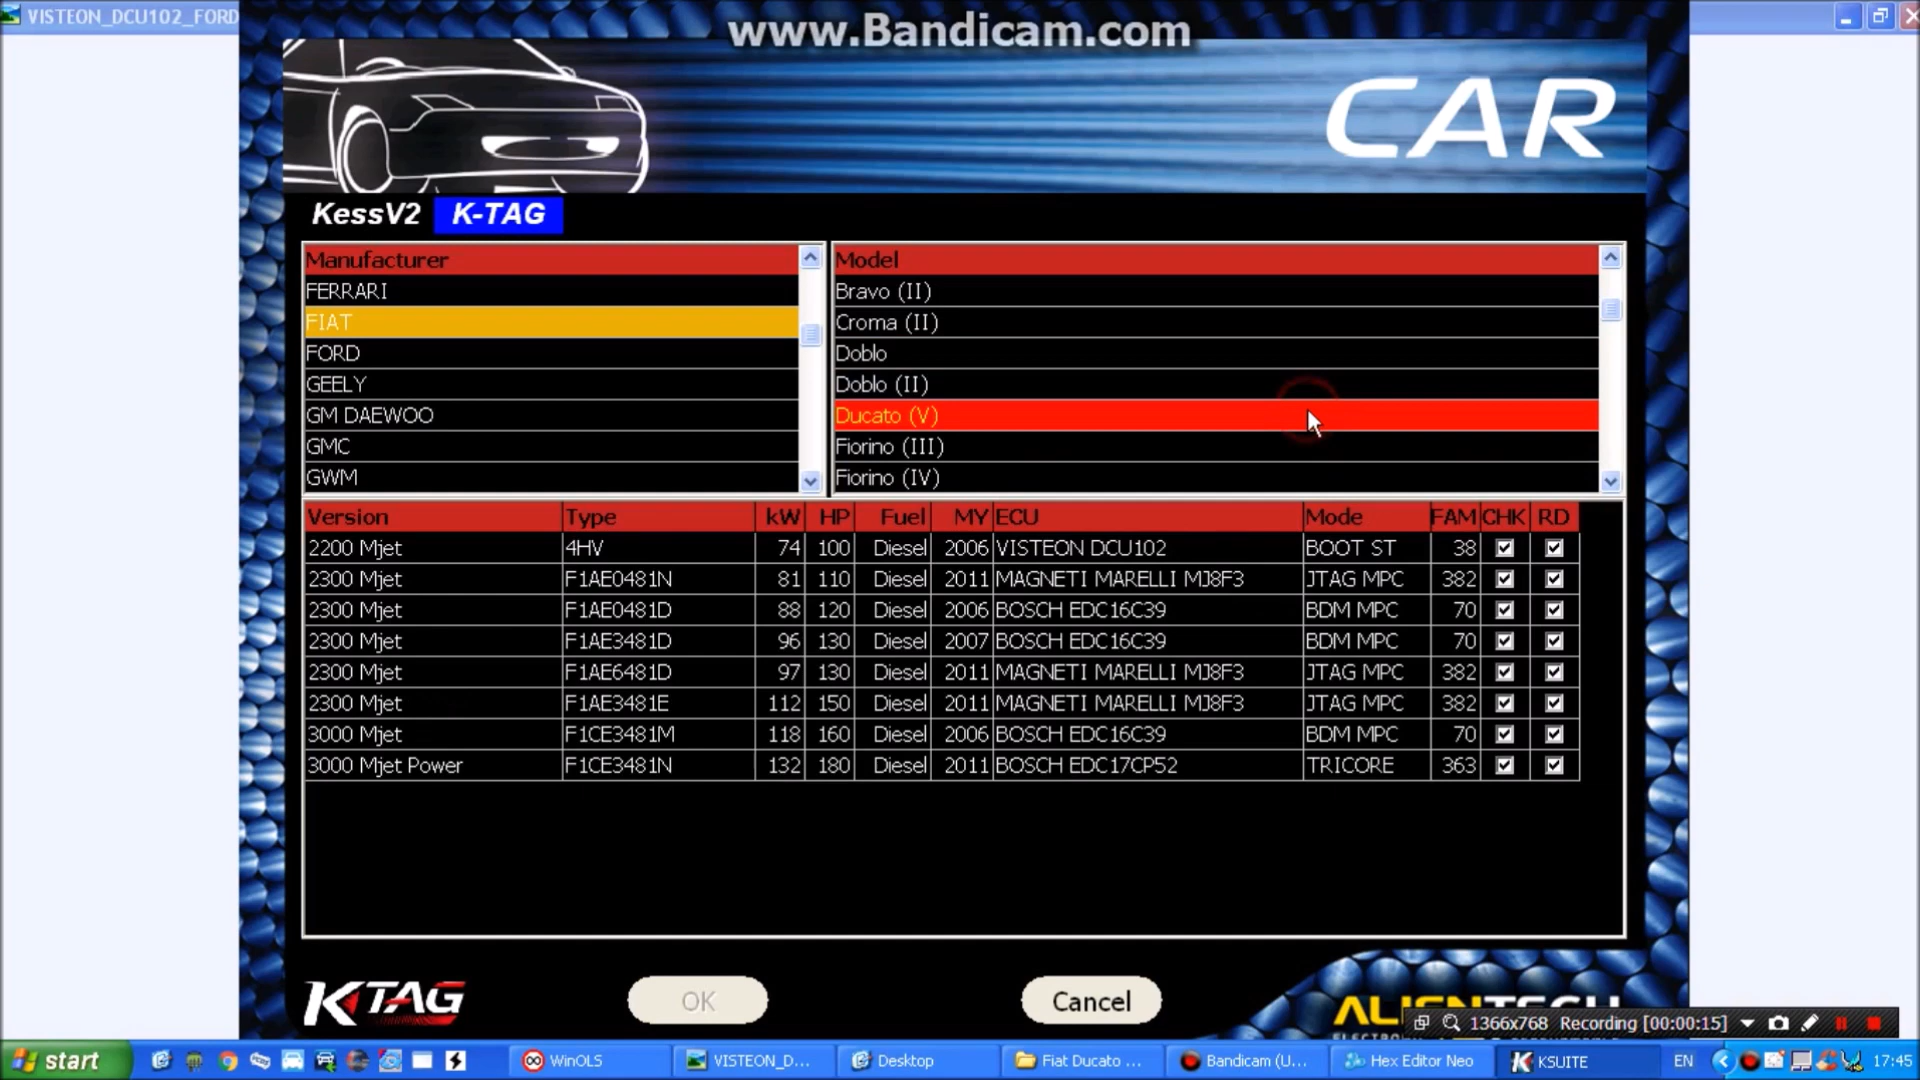 VISTEON_DCU102_FORD
www.Bandicam.com
CAR
KessV2 K-TAG
Manufacturer
FERRARI
FIAT
FORD
GEELY
GM DAEWOO
GMC
GWM
Model
Bravo (II)
Croma (II)
Doblo
Doblo (II)
Ducato (V)
Fiorino (III)
Fiorino (IV)
Version Type kW HP Fuel MY ECU Mode FAM CHK RD
2200 Mjet 4HV 74 100 Diesel 2006 VISTEON DCU102 BOOT ST 38
2300 Mjet F1AE0481N 81 110 Diesel 2011 MAGNETI MARELLI MJ8F3 JTAG MPC 382
2300 Mjet F1AE0481D 88 120 Diesel 2006 BOSCH EDC16C39 BDM MPC 70
2300 Mjet F1AE3481D 96 130 Diesel 2007 BOSCH EDC16C39 BDM MPC 70
2300 Mjet F1AE6481D 97 130 Diesel 2011 MAGNETI MARELLI MJ8F3 JTAG MPC 382
2300 Mjet F1AE3481E 112 150 Diesel 2011 MAGNETI MARELLI MJ8F3 JTAG MPC 382
3000 Mjet F1CE3481M 118 160 Diesel 2006 BOSCH EDC16C39 BDM MPC 70
3000 Mjet Power F1CE3481N 132 180 Diesel 2011 BOSCH EDC17CP52 TRICORE 363
KTAG OK Cancel
ALIENTECH
1366x768 Recording [00:00:15]
start WinOLS VISTEON_D... Desktop Fiat Ducato ... Bandicam (U... Hex Editor Neo KSUITE EN 17:45